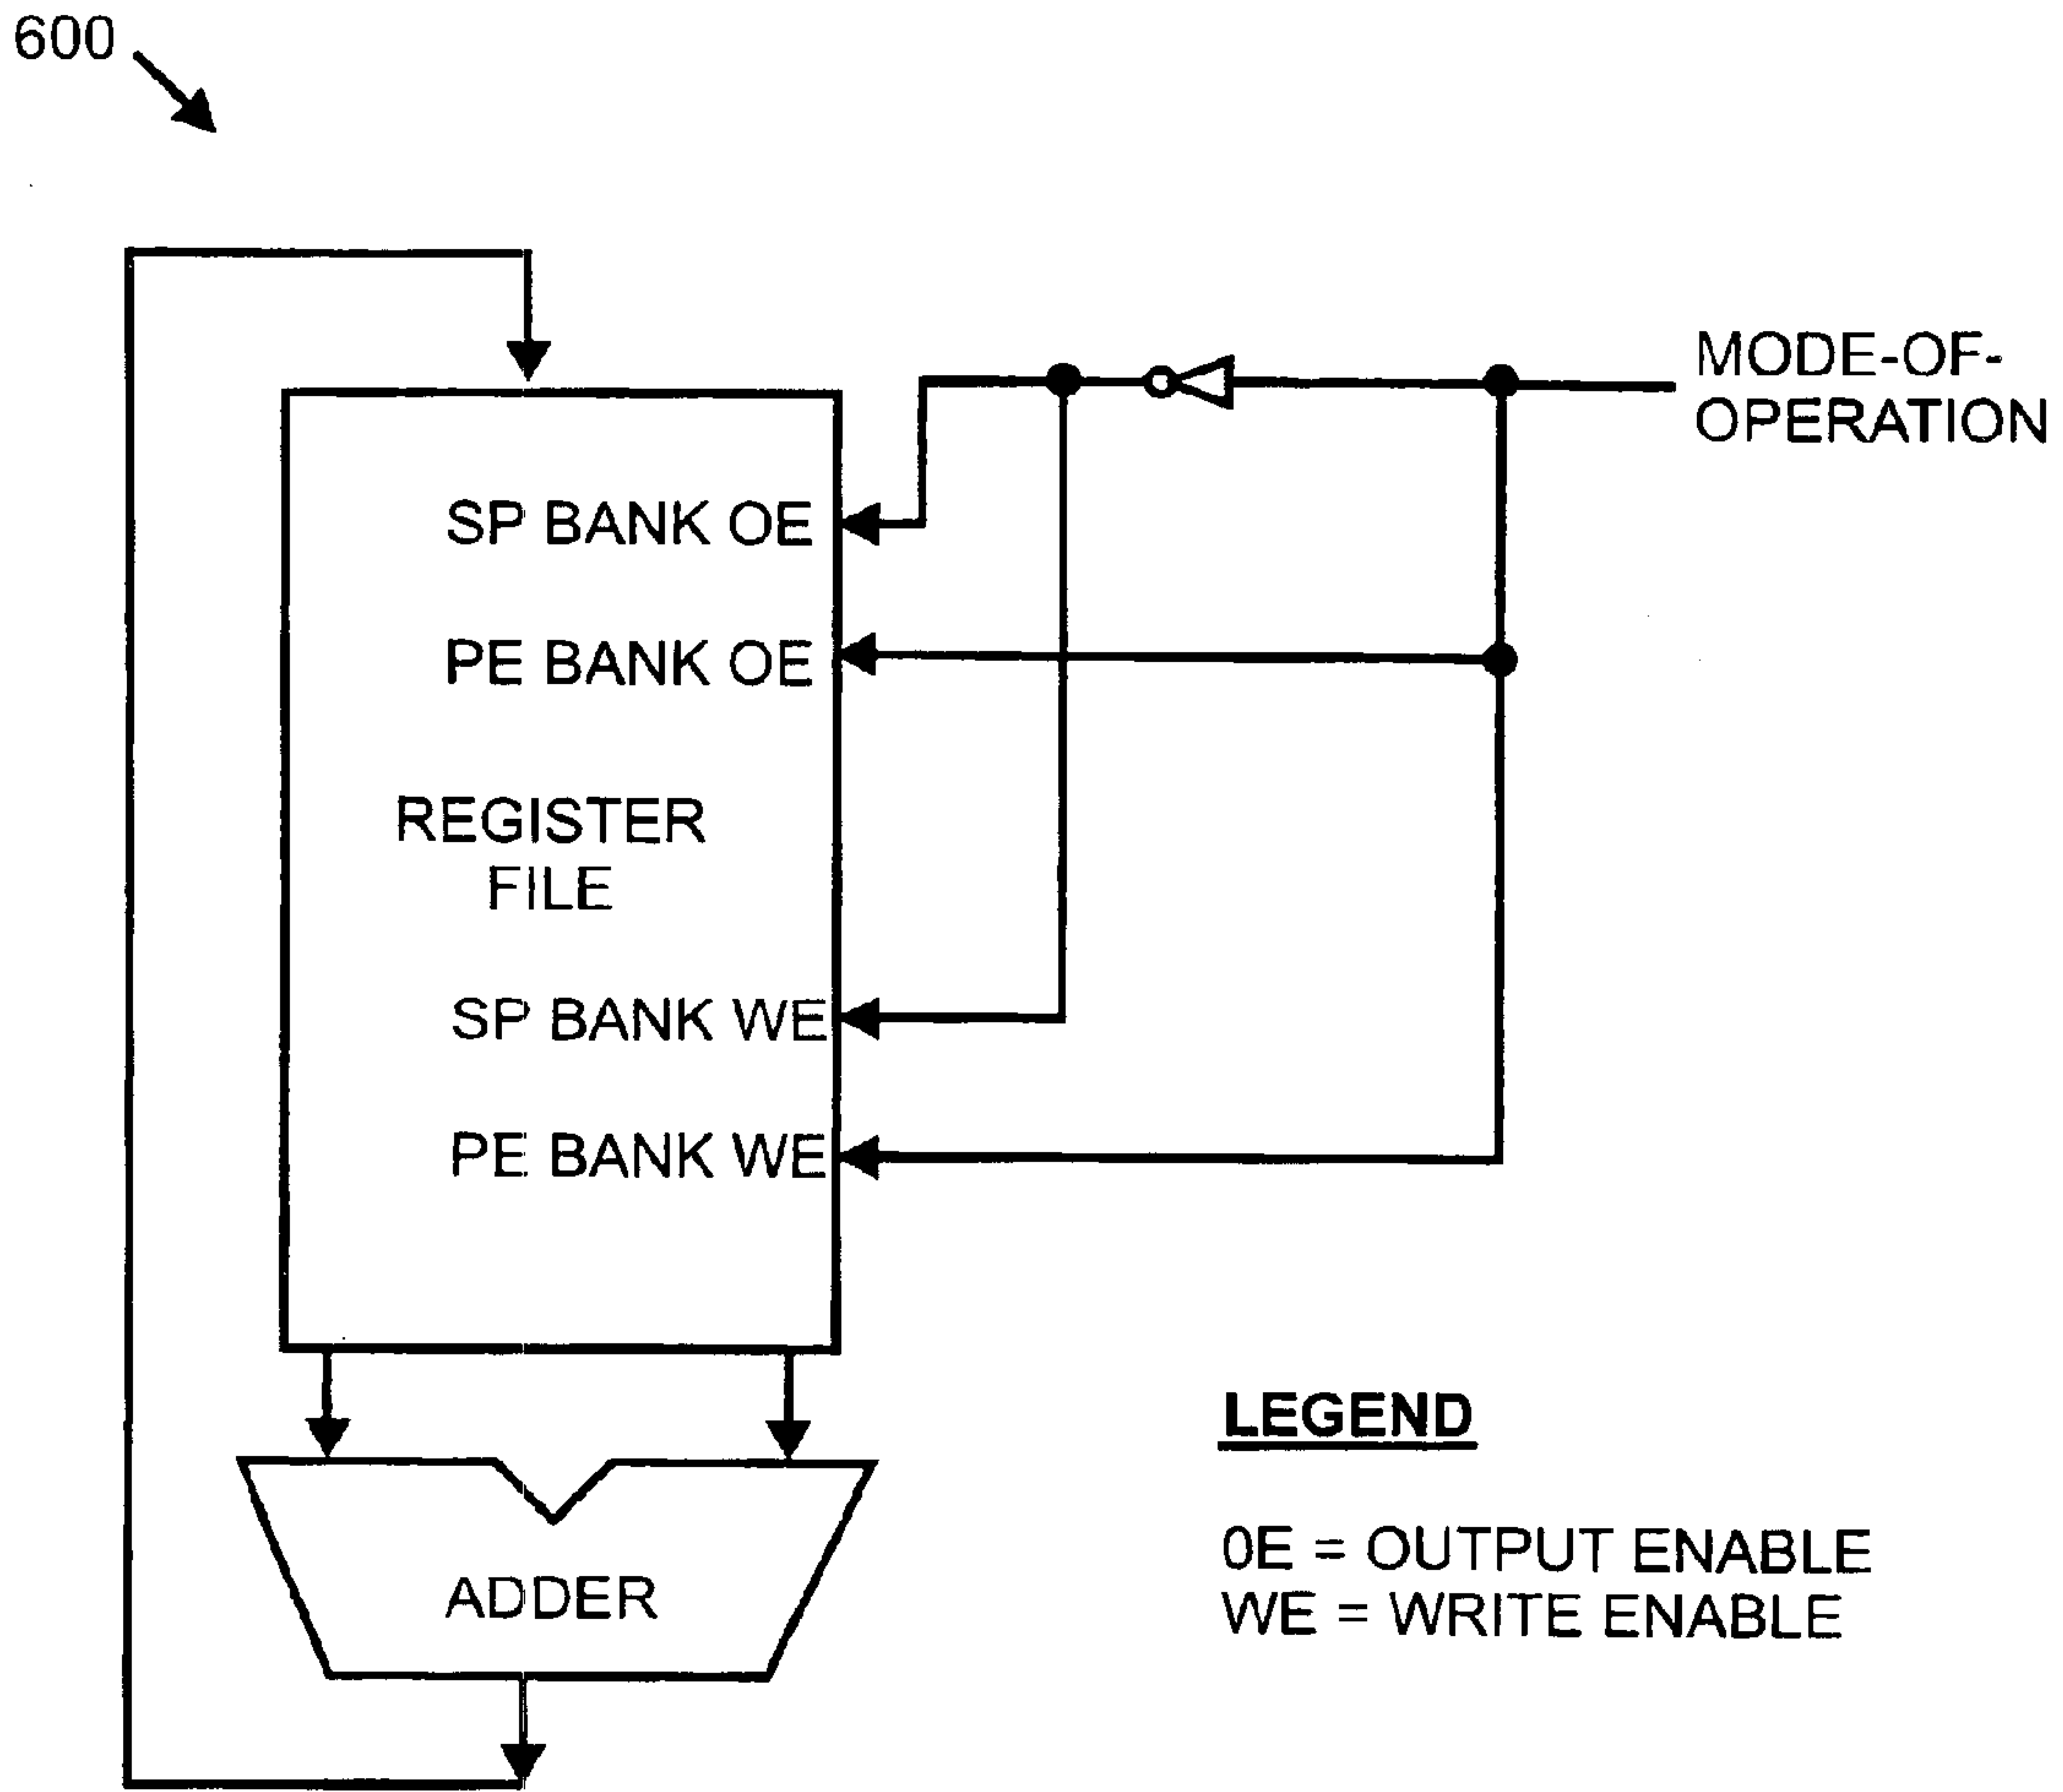 600
MODE-OF-
OPERATION
SP BANK OE
PE BANK OE
REGISTER
FILE
SP BANK WE
PE BANK WE
ADDER
LEGEND
0E = OUTPUT ENABLE
WE = WRITE ENABLE